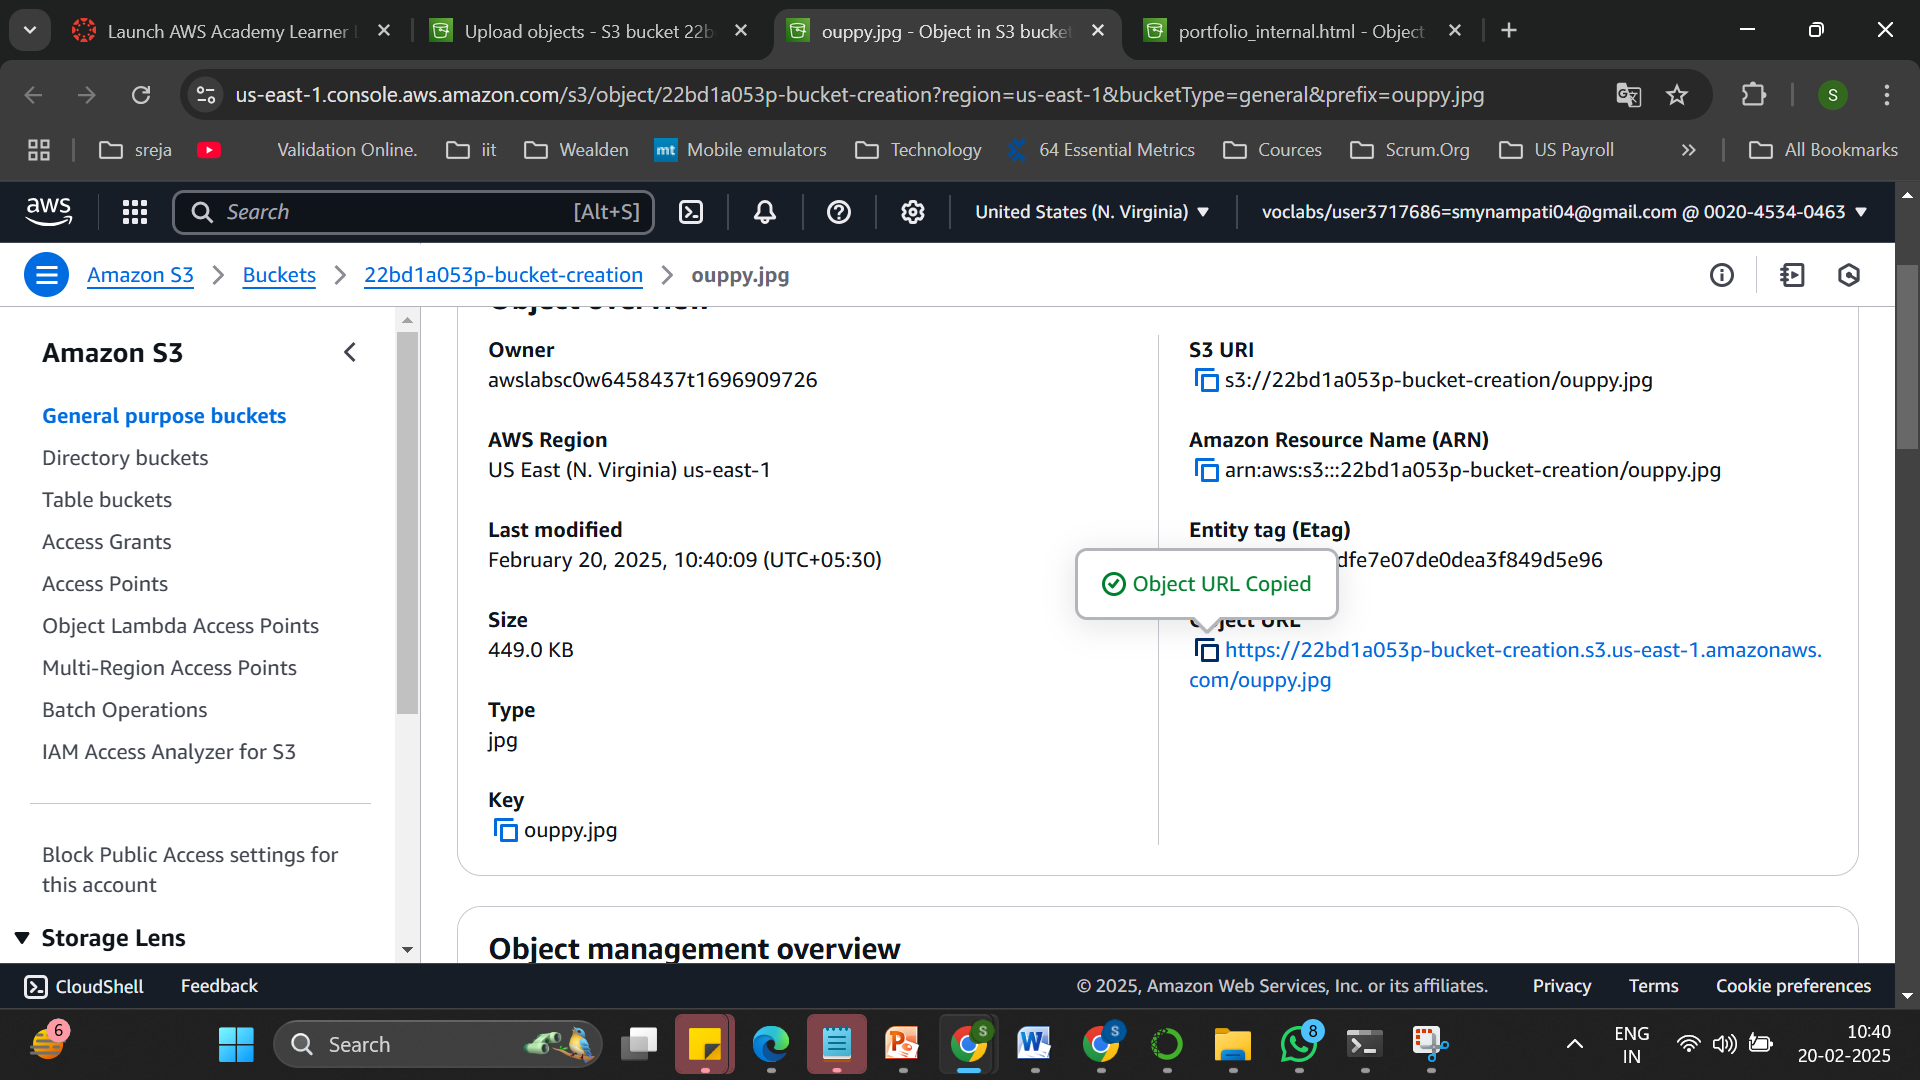 Launch AWS Academy Learner
Upload objects - S3 bucket 22b
ouppy.jpg - Object in S3 bucket
portfolio_internal.html - Object
us-east-1.console.aws.amazon.com/s3/object/22bd1a053p-bucket-creation?region=us-east-1&bucketType=general&prefix=ouppy.jpg
S
sreja
Validation Online.
iit
Wealden
mt Mobile emulators
Technology
64 Essential Metrics
Cources
Scrum.Org
US Payroll
All Bookmarks
aws
Search [Alt+S]
United States (N. Virginia)
voclabs/user3717686=smynampati04@gmail.com @ 0020-4534-0463
Amazon S3
Buckets
22bd1a053p-bucket-creation
ouppy.jpg
Amazon S3
General purpose buckets
Directory buckets
Table buckets
Access Grants
Access Points
Object Lambda Access Points
Multi-Region Access Points
Batch Operations
IAM Access Analyzer for S3
Block Public Access settings for
this account
Storage Lens
Object overview
Owner
awslabsc0w6458437t1696909726
AWS Region
US East (N. Virginia) us-east-1
Last modified
February 20, 2025, 10:40:09 (UTC+05:30)
Size
449.0 KB
Type
jpg
Key
ouppy.jpg
S3 URI
s3://22bd1a053p-bucket-creation/ouppy.jpg
Amazon Resource Name (ARN)
arn:aws:s3:::22bd1a053p-bucket-creation/ouppy.jpg
Entity tag (Etag)
dfe7e07de0dea3f849d5e96
Object URL Copied
Object URL
https://22bd1a053p-bucket-creation.s3.us-east-1.amazonaws.
com/ouppy.jpg
Object management overview
CloudShell
Feedback
© 2025, Amazon Web Services, Inc. or its affiliates.
Privacy
Terms
Cookie preferences
6
Search
S
S
8
ENG
IN
10:40
20-02-2025